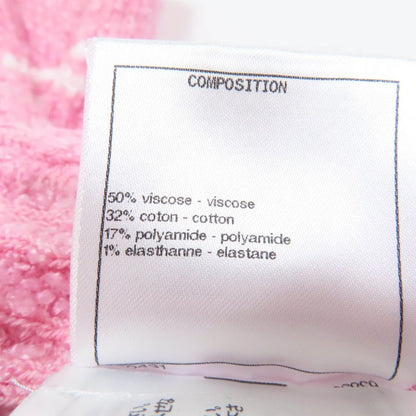 COMPOSITION
50% viscose - viscose
32% coton - cotton
17% polyamide - polyamide
1% elasthanne - elastane